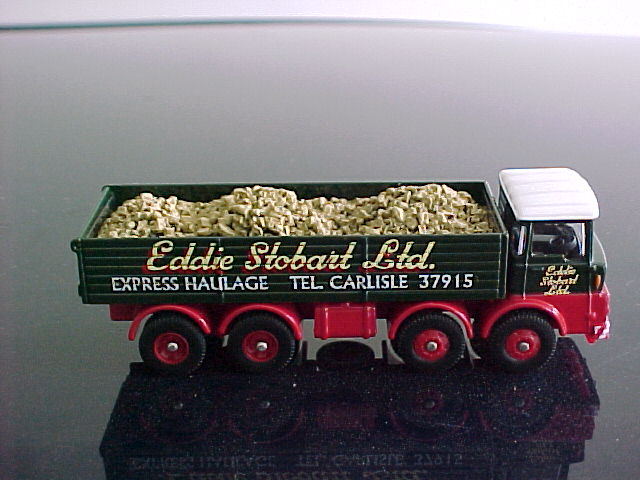 Eddie Stobart Ltd.
EXPRESS HAULAGE TEL. CARLISLE 37915
Eddie
Stobart
Ltd.